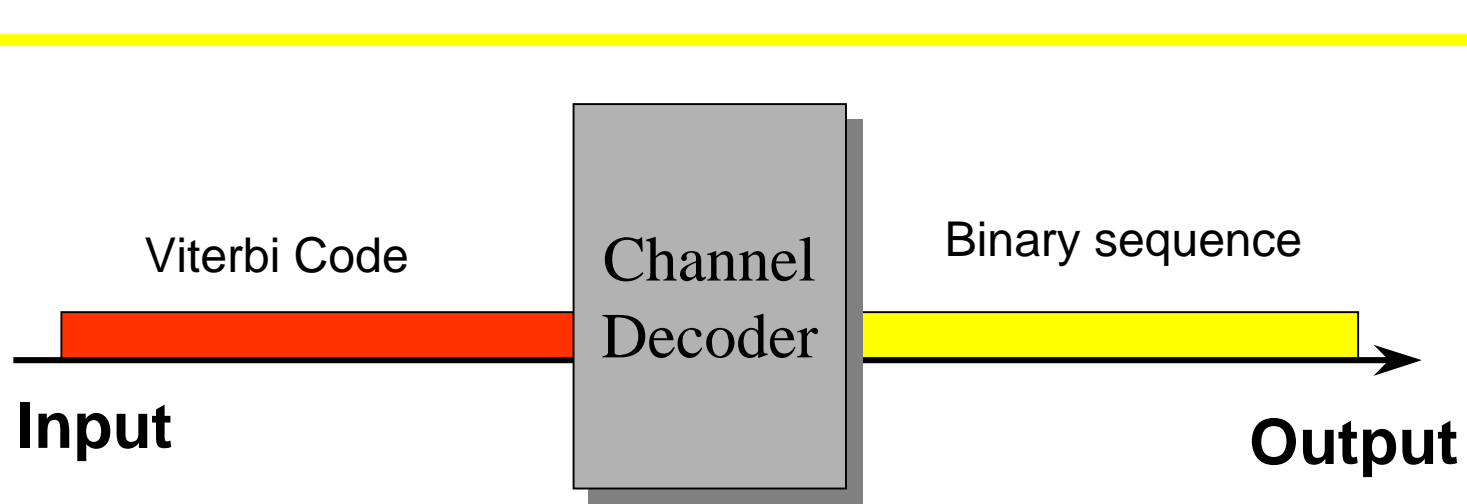 Viterbi Code
Channel
Decoder
Binary sequence
Input
Output